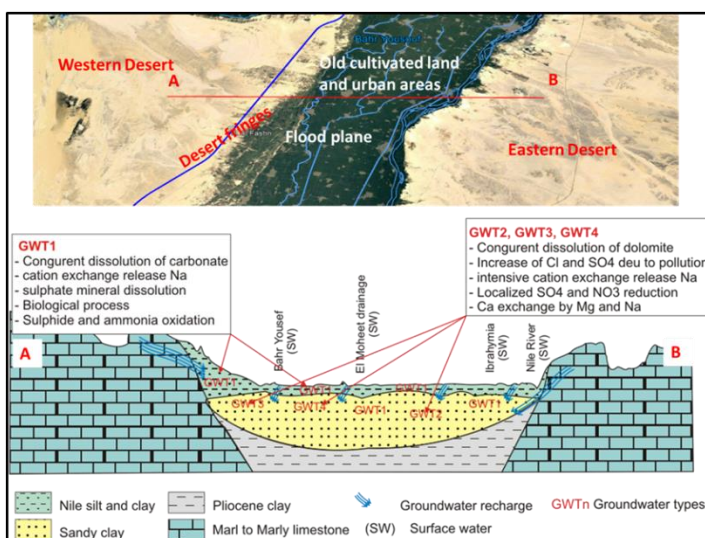 Bahr Yousef
Western Desert
A
Old cultivated land
and urban areas
B
Desert fringes
Fashn
Flood plane
Eastern Desert
GWT1
- Congurent dissolution of carbonate
- cation exchange release Na
- sulphate mineral dissolution
- Biological process
- Sulphide and ammonia oxidation
GWT2, GWT3, GWT4
- Congurent dissolution of dolomite
- Increase of Cl and SO4 deu to pollution
- intensive cation exchange release Na
- Localized SO4 and NO3 reduction
- Ca exchange by Mg and Na
Bahr Yousef
(SW)
El Moheet drainage
(SW)
Ibrahymia
(SW)
Nile River
(SW)
A
B
GWT1
GWT1
GWT1
GWT3
GWT4
GWT1
GWT2
GWT1
Nile silt and clay
Pliocene clay
Groundwater recharge
GWTn Groundwater types
Sandy clay
Marl to Marly limestone
(SW) Surface water